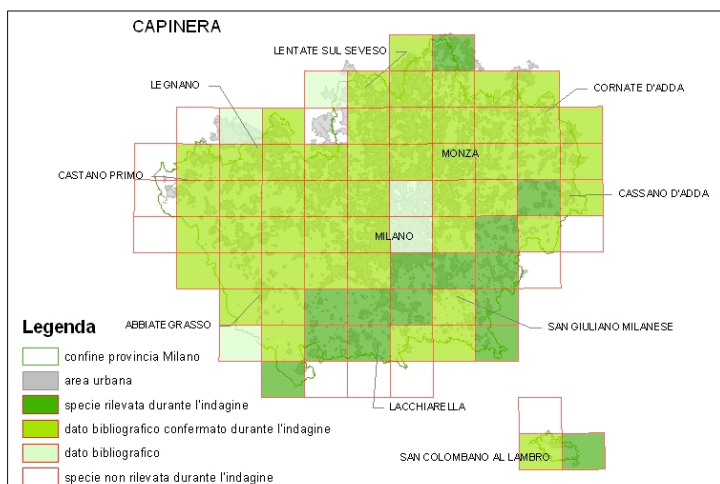 CAPINERA
LENTATE SUL SEVESO
LEGNANO
CORNATE D'ADDA
MONZA
CASTANO PRIMO
CASSANO D'ADDA
MILANO
ABBIATEGRASSO
SAN GIULIANO MILANESE
LACCHIARELLA
SAN COLOMBANO AL LAMBRO
Legenda
confine provincia Milano
area urbana
specie rilevata durante l'indagine
dato bibliografico confermato durante l'indagine
dato bibliografico
specie non rilevata durante l'indagine